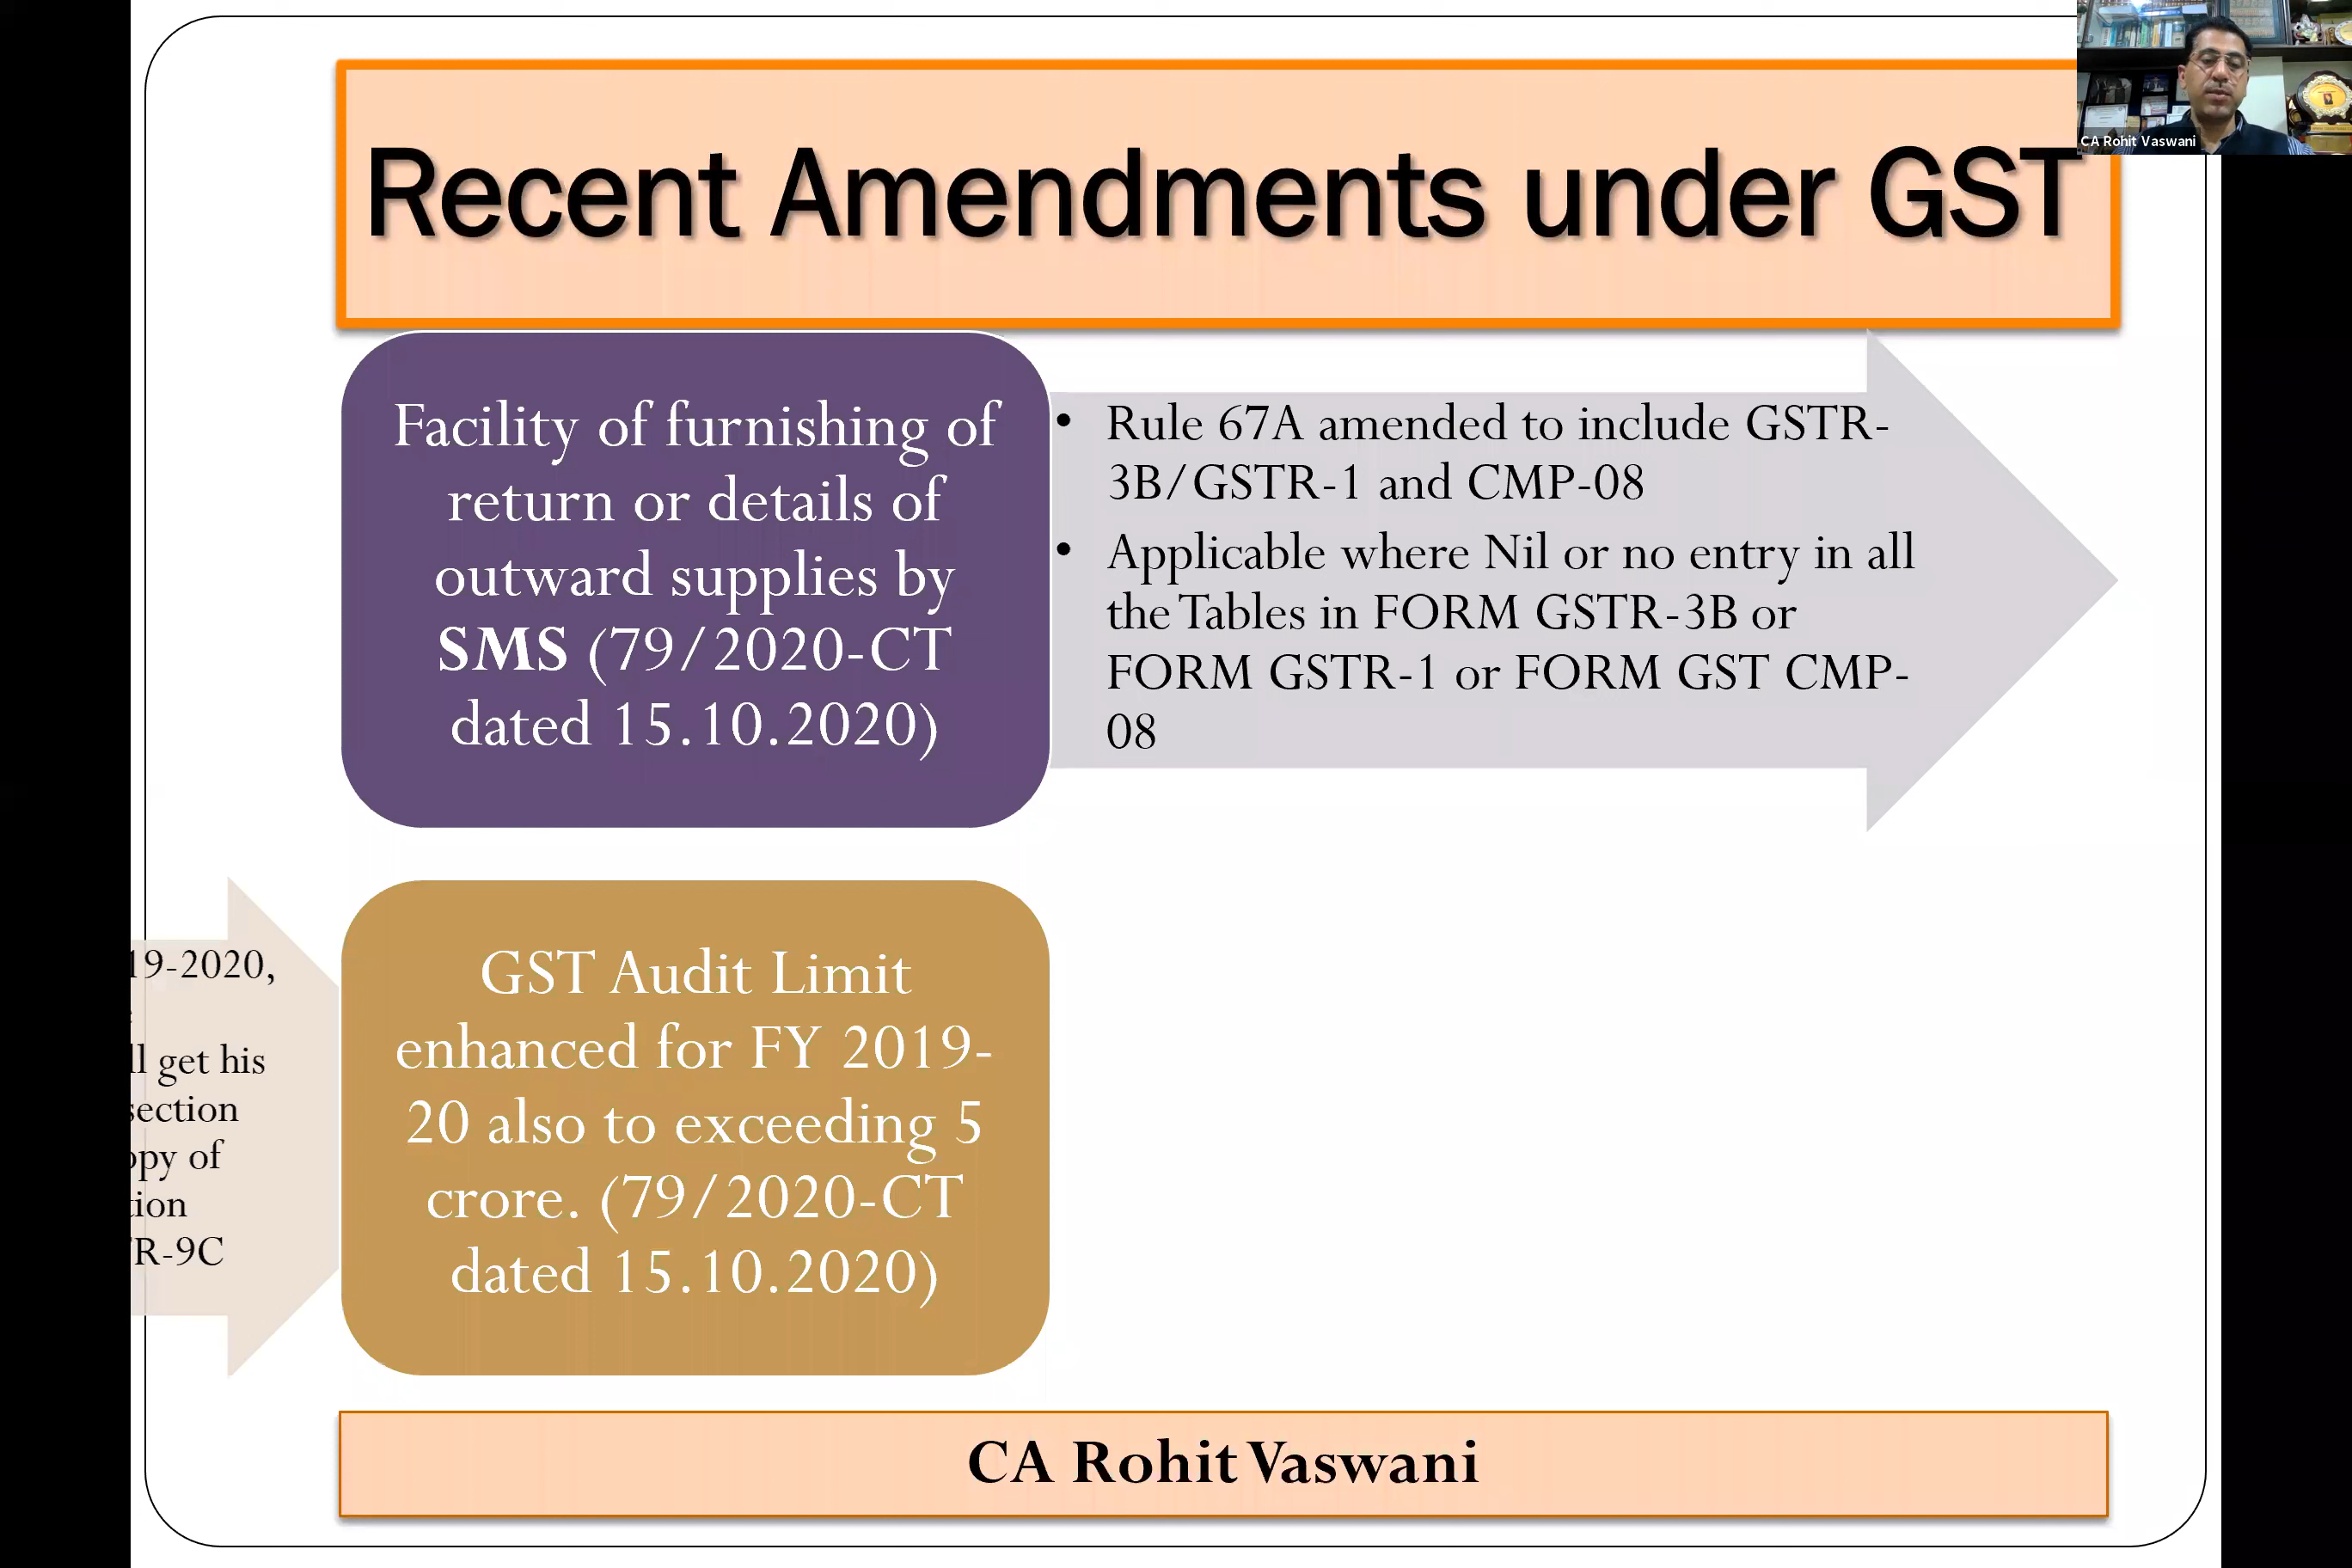 CA Rohit Vaswani
Recent Amendments under GST
Facility of furnishing of
return or details of
outward supplies by
SMS (79/2020-CT
dated 15.10.2020)
• Rule 67A amended to include GSTR-
3B/GSTR-1 and CMP-08
• Applicable where Nil or no entry in all
the Tables in FORM GSTR-3B or
FORM GSTR-1 or FORM GST CMP-
08
19-2020,
get his
section
of
R-9C
GST Audit Limit
enhanced for FY 2019-
20 also to exceeding 5
crore. (79/2020-CT
dated 15.10.2020)
CA Rohit Vaswani